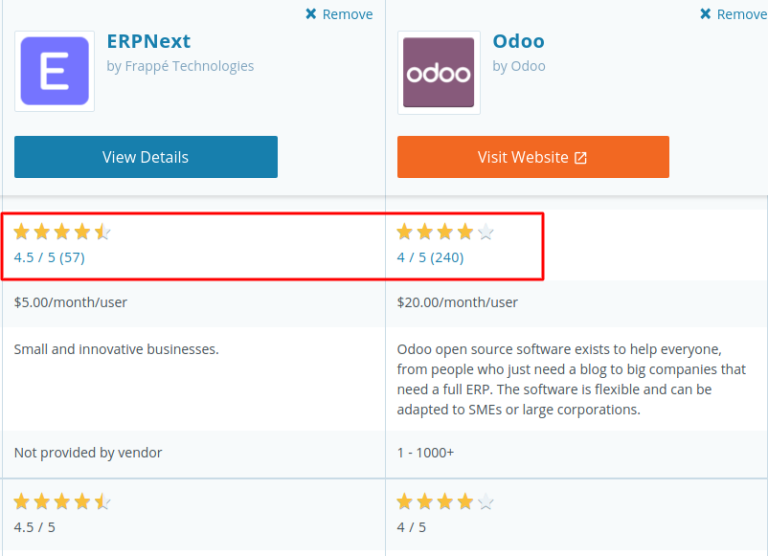 ✖ Remove
✖ Remove
E
ERPNext
by Frappé Technologies
odoo
Odoo
by Odoo
View Details
Visit Website
4.5 / 5 (57)
4 / 5 (240)
$5.00/month/user
$20.00/month/user
Small and innovative businesses.
Odoo open source software exists to help everyone,
from people who just need a blog to big companies that
need a full ERP. The software is flexible and can be
adapted to SMEs or large corporations.
Not provided by vendor
1 - 1000+
4.5 / 5
4 / 5